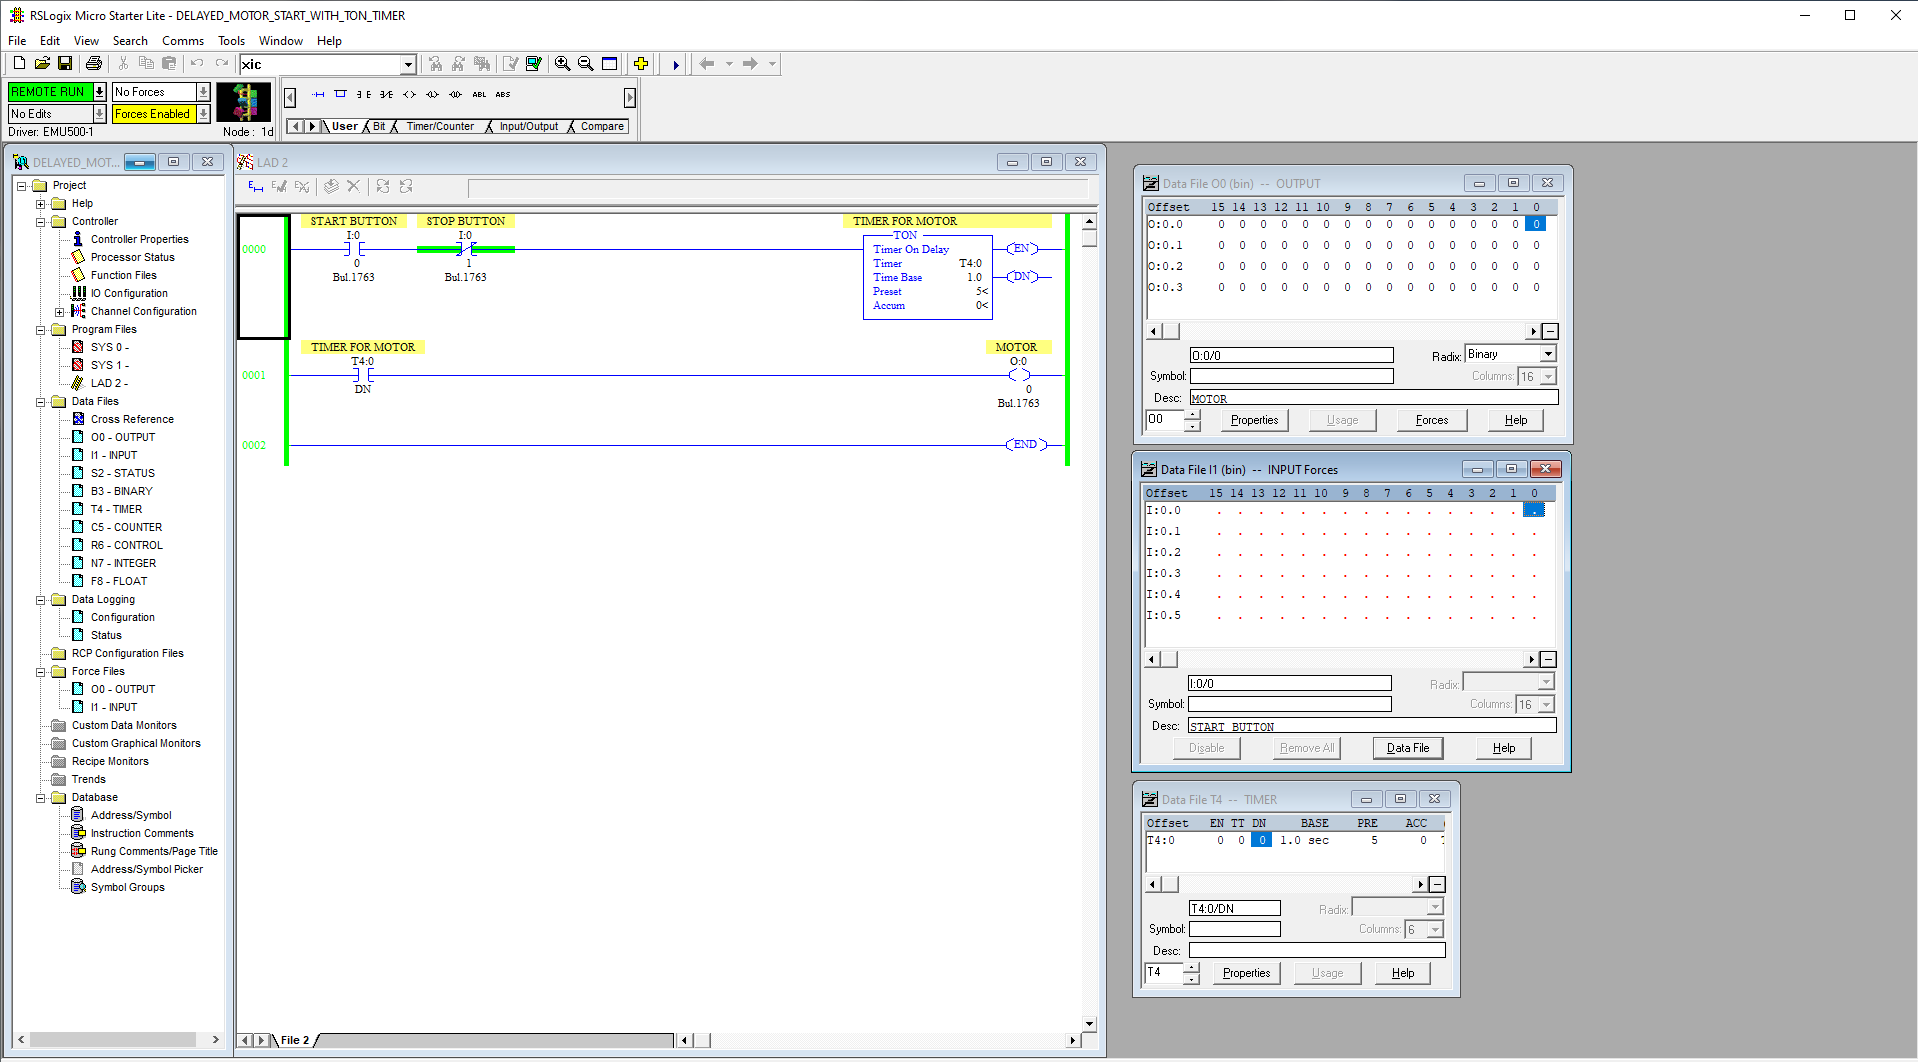 RSLogix Micro Starter Lite - DELAYED_MOTOR_START_WITH_TON_TIMER
File Edit View Search Comms Tools Window Help
xic
REMOTE RUN No Forces
No Edits Forces Enabled
Driver: EMU500-1 Node : 1d
ABL ABS
User Bit Timer/Counter Input/Output Compare
DELAYED_MOT...
Project
Help
Controller
Controller Properties
Processor Status
Function Files
IO Configuration
Channel Configuration
Program Files
SYS 0 -
SYS 1 -
LAD 2 -
Data Files
Cross Reference
O0 - OUTPUT
I1 - INPUT
S2 - STATUS
B3 - BINARY
T4 - TIMER
C5 - COUNTER
R6 - CONTROL
N7 - INTEGER
F8 - FLOAT
Data Logging
Configuration
Status
RCP Configuration Files
Force Files
O0 - OUTPUT
I1 - INPUT
Custom Data Monitors
Custom Graphical Monitors
Recipe Monitors
Trends
Database
Address/Symbol
Instruction Comments
Rung Comments/Page Title
Address/Symbol Picker
Symbol Groups
LAD 2
START BUTTON STOP BUTTON TIMER FOR MOTOR
I:0 I:0 TON
0000 Timer On Delay EN
0 1 Timer T4:0
Bul.1763 Bul.1763 Time Base 1.0 DN
Preset 5<
Accum 0<
TIMER FOR MOTOR MOTOR
T4:0 O:0
0001
DN 0
Bul.1763
0002 END
File 2
Data File O0 (bin) -- OUTPUT
Offset 15 14 13 12 11 10 9 8 7 6 5 4 3 2 1 0
O:0.0 0 0 0 0 0 0 0 0 0 0 0 0 0 0 0 0
O:0.1 0 0 0 0 0 0 0 0 0 0 0 0 0 0 0 0
O:0.2 0 0 0 0 0 0 0 0 0 0 0 0 0 0 0 0
O:0.3 0 0 0 0 0 0 0 0 0 0 0 0 0 0 0 0
O:0/0 Radix: Binary
Symbol: Columns: 16
Desc: MOTOR
O0 Properties Usage Forces Help
Data File I1 (bin) -- INPUT Forces
Offset 15 14 13 12 11 10 9 8 7 6 5 4 3 2 1 0
I:0.0 . . . . . . . . . . . . . . . .
I:0.1 . . . . . . . . . . . . . . . .
I:0.2 . . . . . . . . . . . . . . . .
I:0.3 . . . . . . . . . . . . . . . .
I:0.4 . . . . . . . . . . . . . . . .
I:0.5 . . . . . . . . . . . . . . . .
I:0/0 Radix:
Symbol: Columns: 16
Desc: START BUTTON
Disable Remove All Data File Help
Data File T4 -- TIMER
Offset EN TT DN BASE PRE ACC
T4:0 0 0 0 1.0 sec 5 0
T4:0/DN Radix:
Symbol: Columns: 6
Desc:
T4 Properties Usage Help